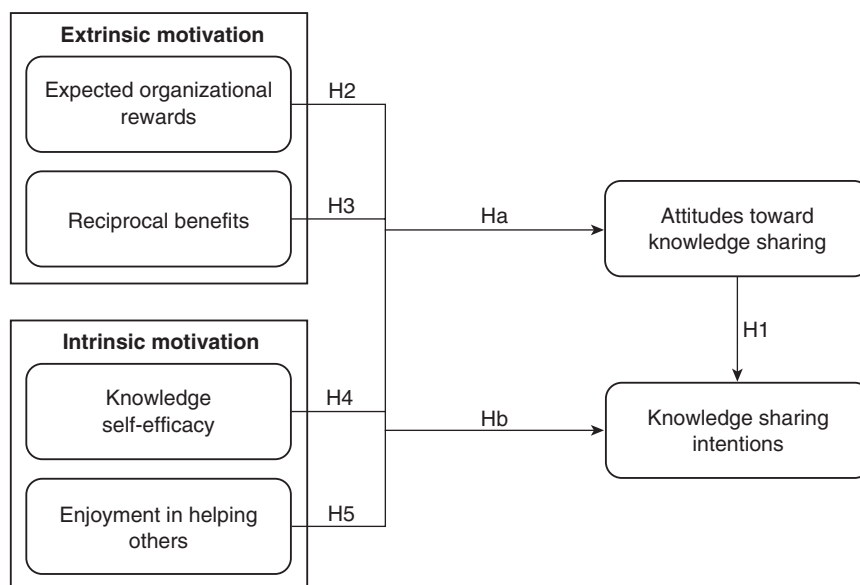 Extrinsic motivation
Expected organizational
rewards
H2
Reciprocal benefits
H3
Ha
Attitudes toward
knowledge sharing
H1
Intrinsic motivation
Knowledge
self-efficacy
H4
Hb
Knowledge sharing
intentions
Enjoyment in helping
others
H5